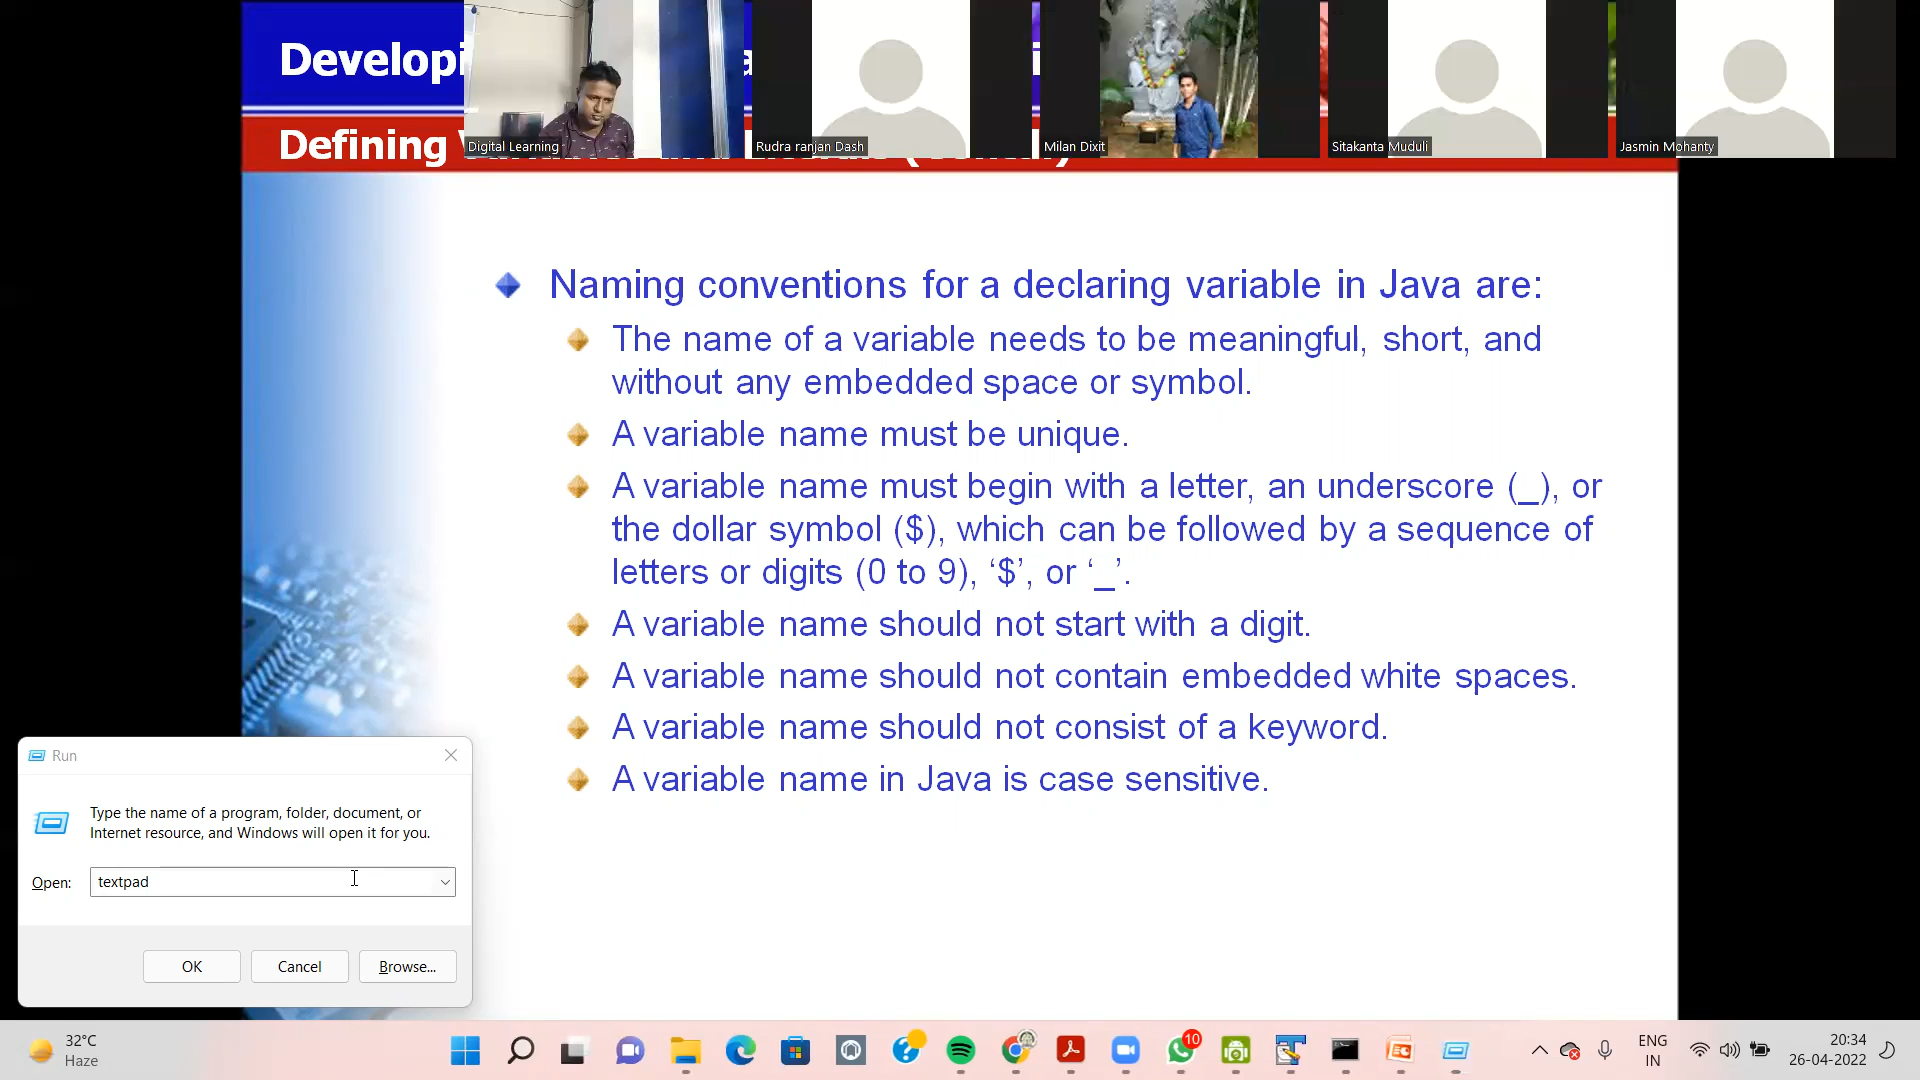 Developi
Defining
Digital Learning
Rudra ranjan Dash
Milan Dixit
Sitakanta Muduli
Jasmin Mohanty
Naming conventions for a declaring variable in Java are:
The name of a variable needs to be meaningful, short, and
without any embedded space or symbol.
A variable name must be unique.
A variable name must begin with a letter, an underscore (_), or
the dollar symbol ($), which can be followed by a sequence of
letters or digits (0 to 9), ‘$’, or ‘_’.
A variable name should not start with a digit.
A variable name should not contain embedded white spaces.
A variable name should not consist of a keyword.
A variable name in Java is case sensitive.
Run
Type the name of a program, folder, document, or
Internet resource, and Windows will open it for you.
Open: textpad
OK Cancel Browse...
32°C
Haze
10
ENG
IN
20:34
26-04-2022